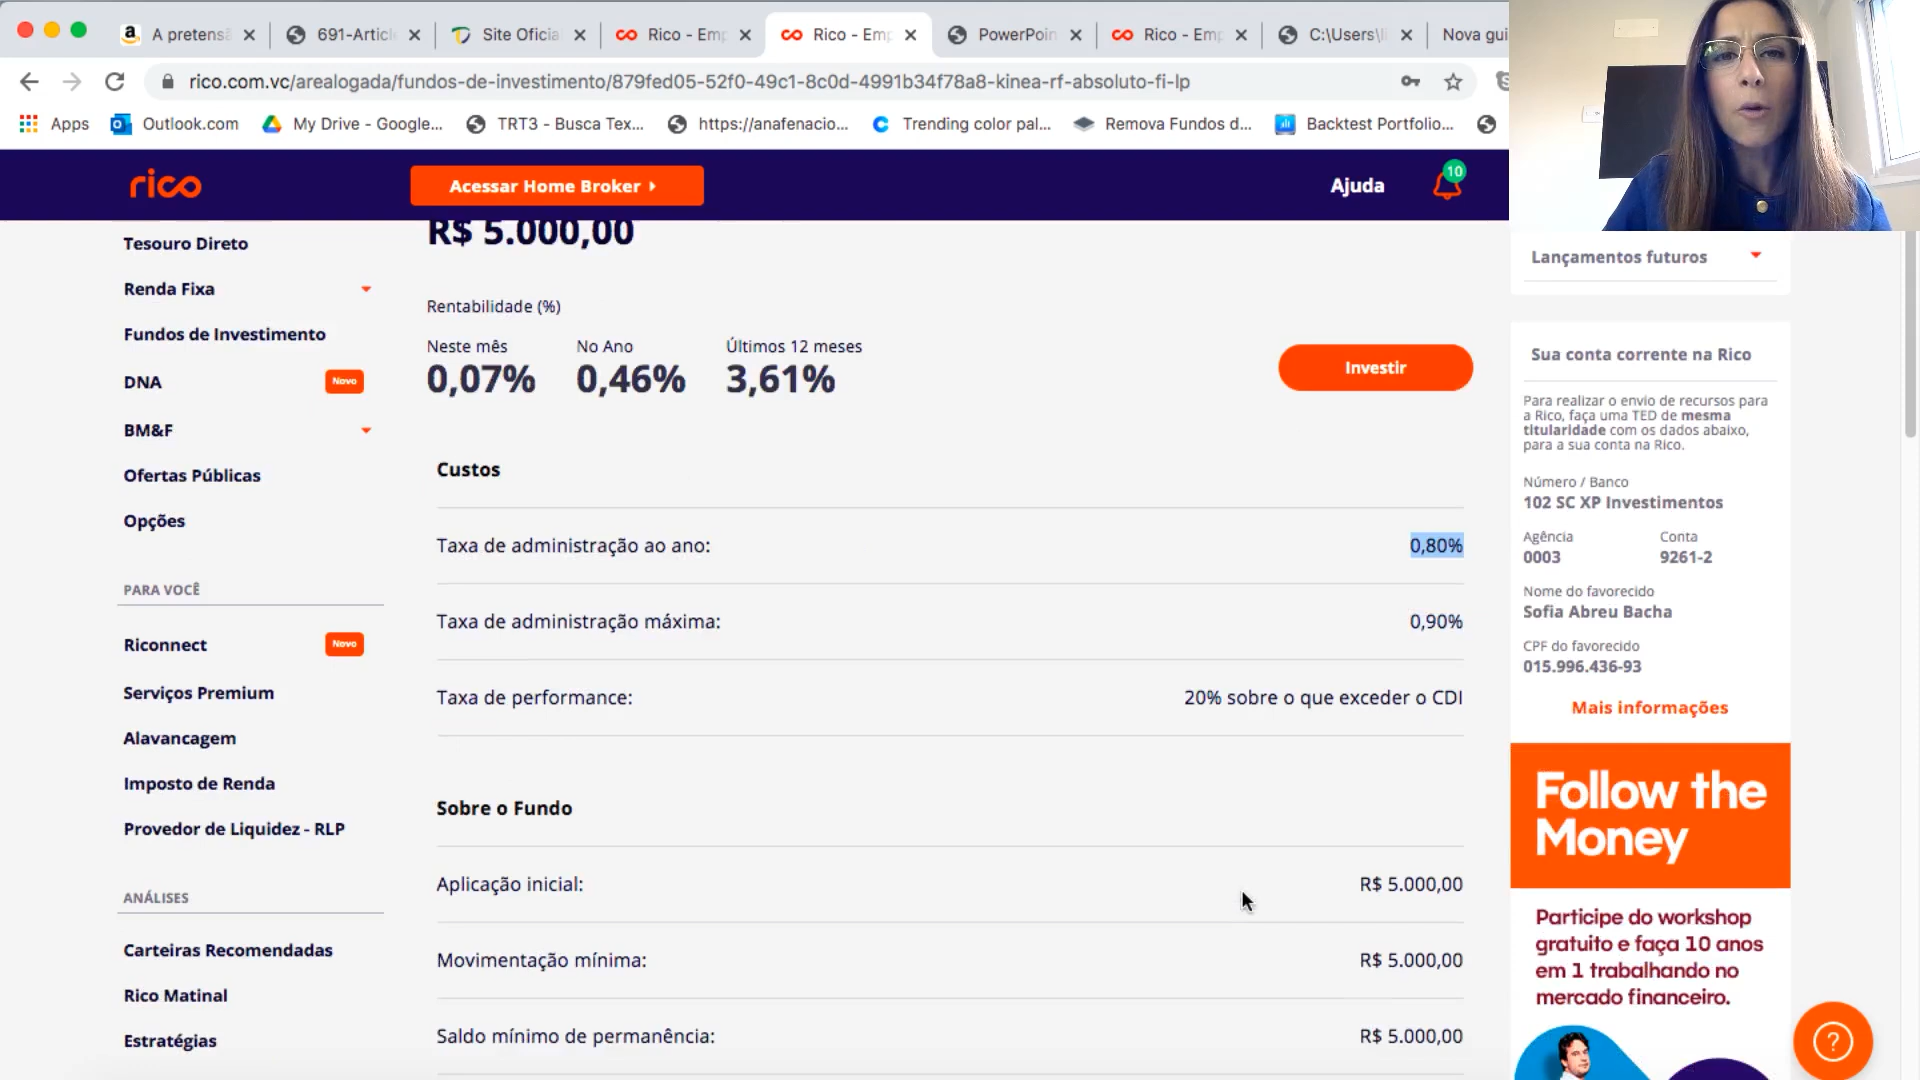 A pretensã
691-Article
Site Oficia
Rico - Emp
Rico - Emp
PowerPoin
Rico - Emp
C:\Users\li
Nova gui
rico.com.vc/arealogada/fundos-de-investimento/879fed05-52f0-49c1-8c0d-4991b34f78a8-kinea-rf-absoluto-fi-lp
Apps
Outlook.com
My Drive - Google...
TRT3 - Busca Tex...
https://anafenacio...
Trending color pal...
Remova Fundos d...
Backtest Portfolio...
rico
Acessar Home Broker
Ajuda
10
Tesouro Direto
Renda Fixa
Fundos de Investimento
DNA
Novo
BM&F
Ofertas Públicas
Opções
PARA VOCÊ
Riconnect
Novo
Serviços Premium
Alavancagem
Imposto de Renda
Provedor de Liquidez - RLP
ANÁLISES
Carteiras Recomendadas
Rico Matinal
Estratégias
R$ 5.000,00
Rentabilidade (%)
Neste mês No Ano Últimos 12 meses
0,07% 0,46% 3,61%
Investir
Custos
Taxa de administração ao ano: 0,80%
Taxa de administração máxima: 0,90%
Taxa de performance: 20% sobre o que exceder o CDI
Sobre o Fundo
Aplicação inicial: R$ 5.000,00
Movimentação mínima: R$ 5.000,00
Saldo mínimo de permanência: R$ 5.000,00
Lançamentos futuros
Sua conta corrente na Rico
Para realizar o envio de recursos para
a Rico, faça uma TED de mesma
titularidade com os dados abaixo,
para a sua conta na Rico.
Número / Banco
102 SC XP Investimentos
Agência Conta
0003 9261-2
Nome do favorecido
Sofia Abreu Bacha
CPF do favorecido
015.996.436-93
Mais informações
Follow the
Money
Participe do workshop
gratuito e faça 10 anos
em 1 trabalhando no
mercado financeiro.
?